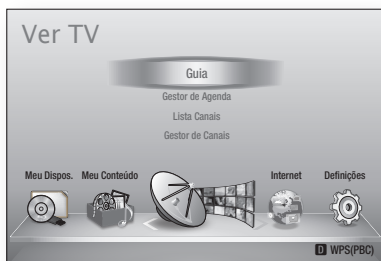 Ver TV
Guia
Gestor de Agenda
Lista Canais
Gestor de Canais
Meu Dispos. Meu Conteúdo Internet Definições
D WPS(PBC)